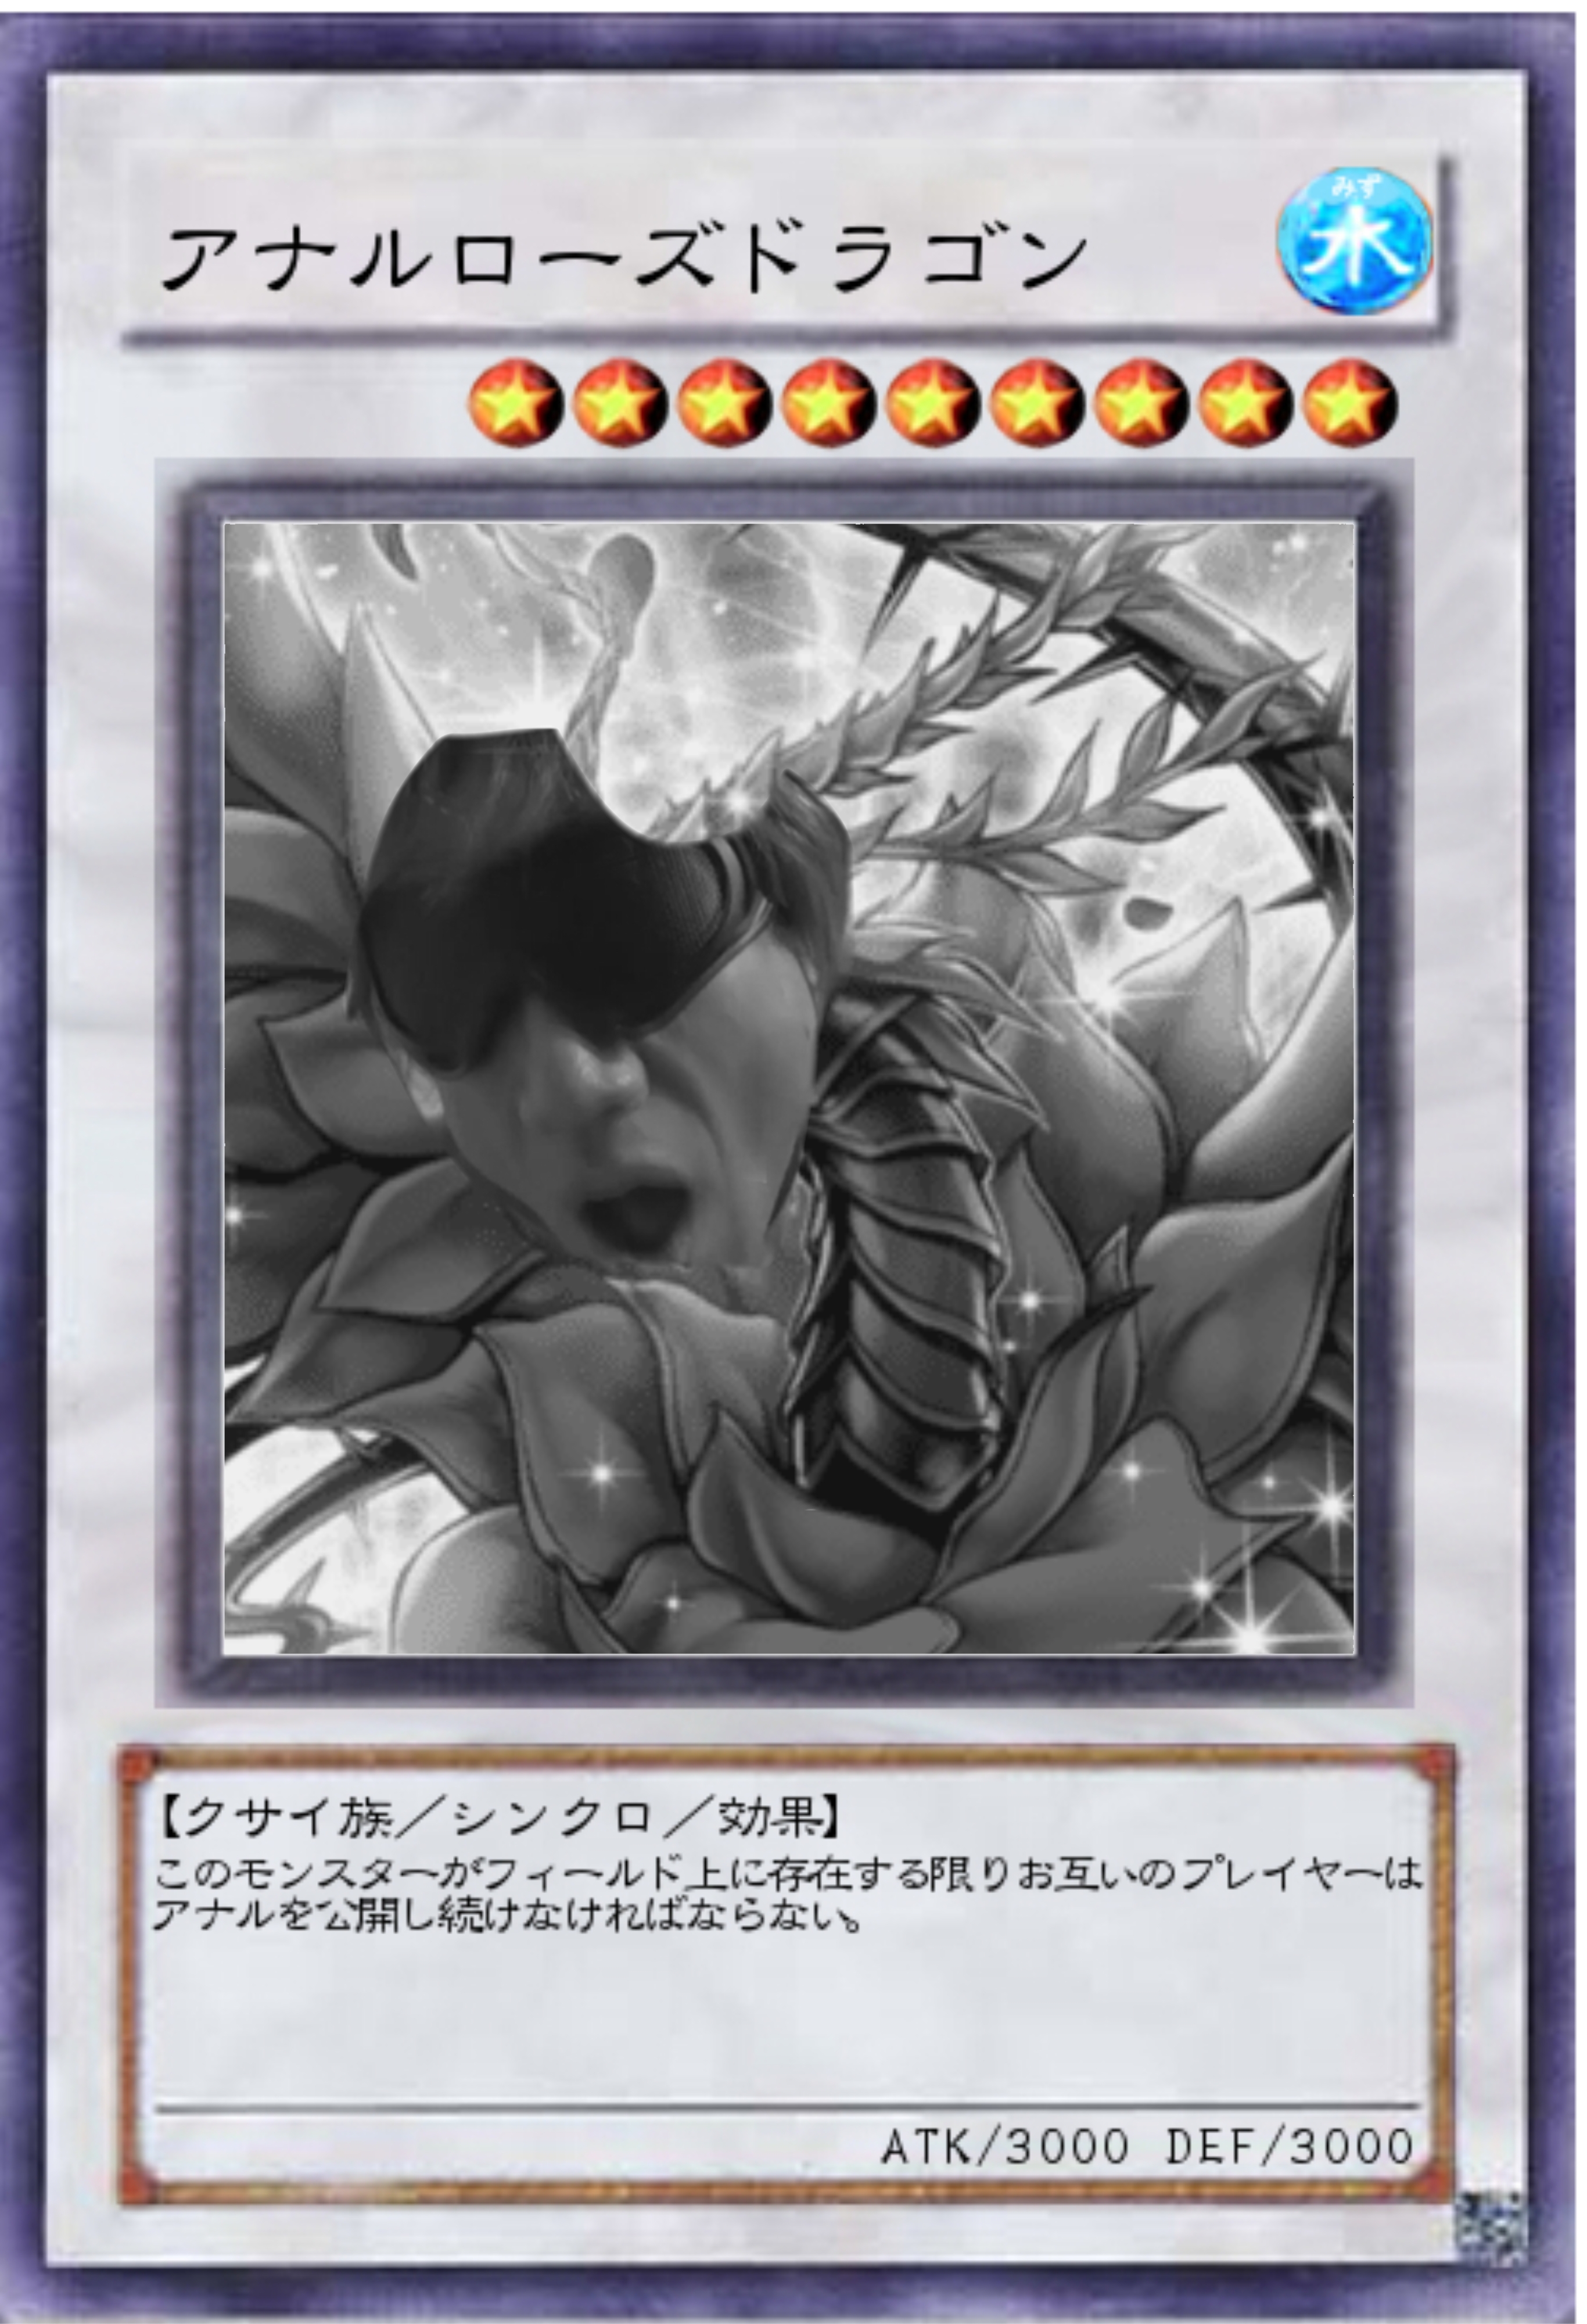 アナルローズドラゴン
みず
水
【クサイ族／シンクロ／効果】
このモンスターがフィールド上に存在する限りお互いのプレイヤーは
アナルを公開し続けなければならない。
ATK/3000 DEF/3000